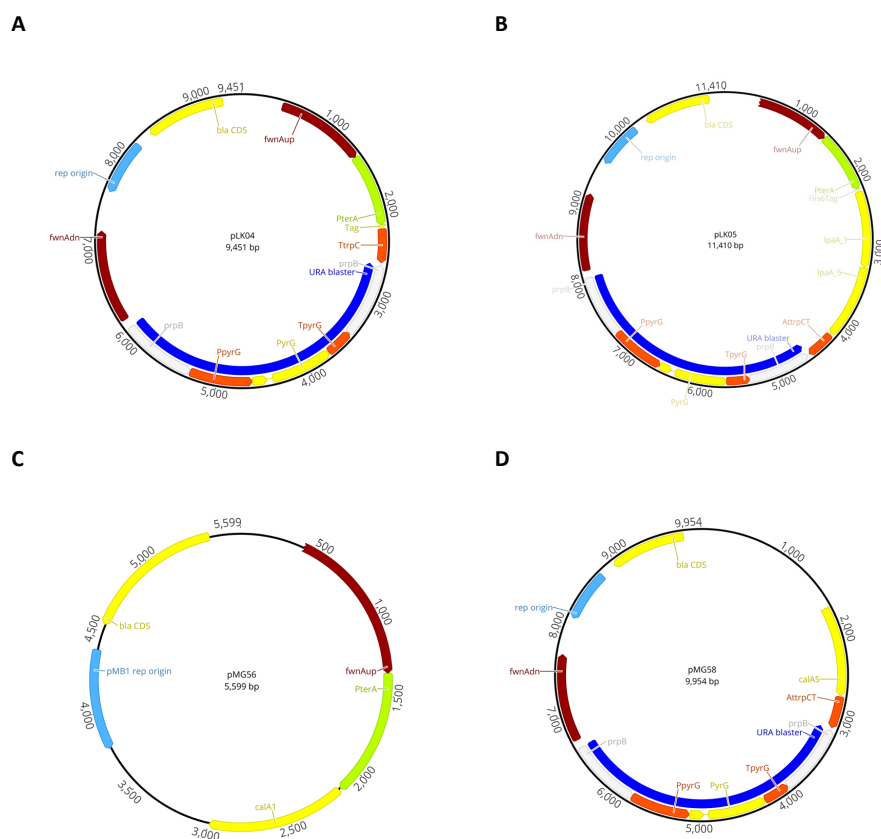 A
9,451
9,000
bla CDS
1,000
fwnAup
8,000
rep origin
2,000
PterA
Tag
TtrpC
pLK04
9,451 bp
fwnAdn
7,000
prpB
URA blaster
3,000
prpB
TpyrG
PyrG
PpyrG
6,000
4,000
5,000
B
11,410
bla CDS
1,000
fwnAup
10,000
rep origin
2,000
PterA
His6Tag
9,000
fwnAdn
pLK05
11,410 bp
lpaA_1
3,000
lpaA_S
8,000
prpB
AttrpCT
4,000
URA blaster
prpB
PpyrG
7,000
TpyrG
5,000
6,000
PyrG
C
5,599
500
5,000
1,000
4,500
bla CDS
pMB1 rep origin
pMG56
5,599 bp
fwnAup
PterA
1,500
4,000
2,000
3,500
calA1
3,000
2,500
D
9,954
9,000
bla CDS
1,000
rep origin
8,000
2,000
fwnAdn
pMG58
9,954 bp
calA5
AttrpCT
7,000
3,000
prpB
URA blaster
prpB
TpyrG
PyrG
PpyrG
6,000
4,000
5,000